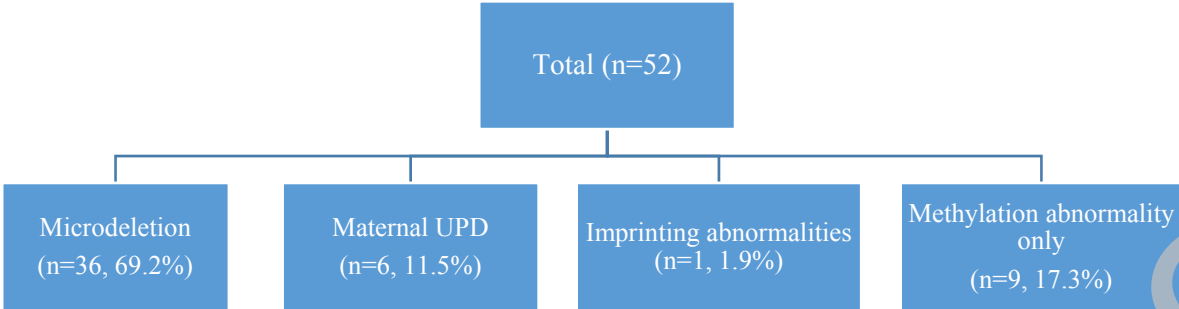 Total (n=52)
Microdeletion
(n=36, 69.2%)
Maternal UPD
(n=6, 11.5%)
Imprinting abnormalities
(n=1, 1.9%)
Methylation abnormality
only
(n=9, 17.3%)